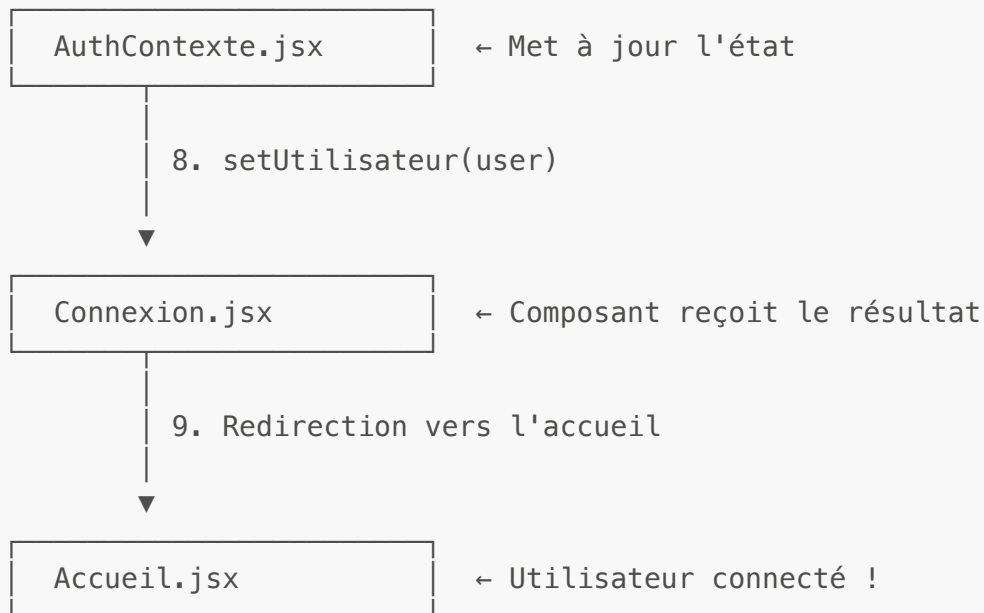 AuthContexte.jsx ← Met à jour l'état
8. setUtilisateur(user)
Connexion.jsx ← Composant reçoit le résultat
9. Redirection vers l'accueil
Accueil.jsx ← Utilisateur connecté !